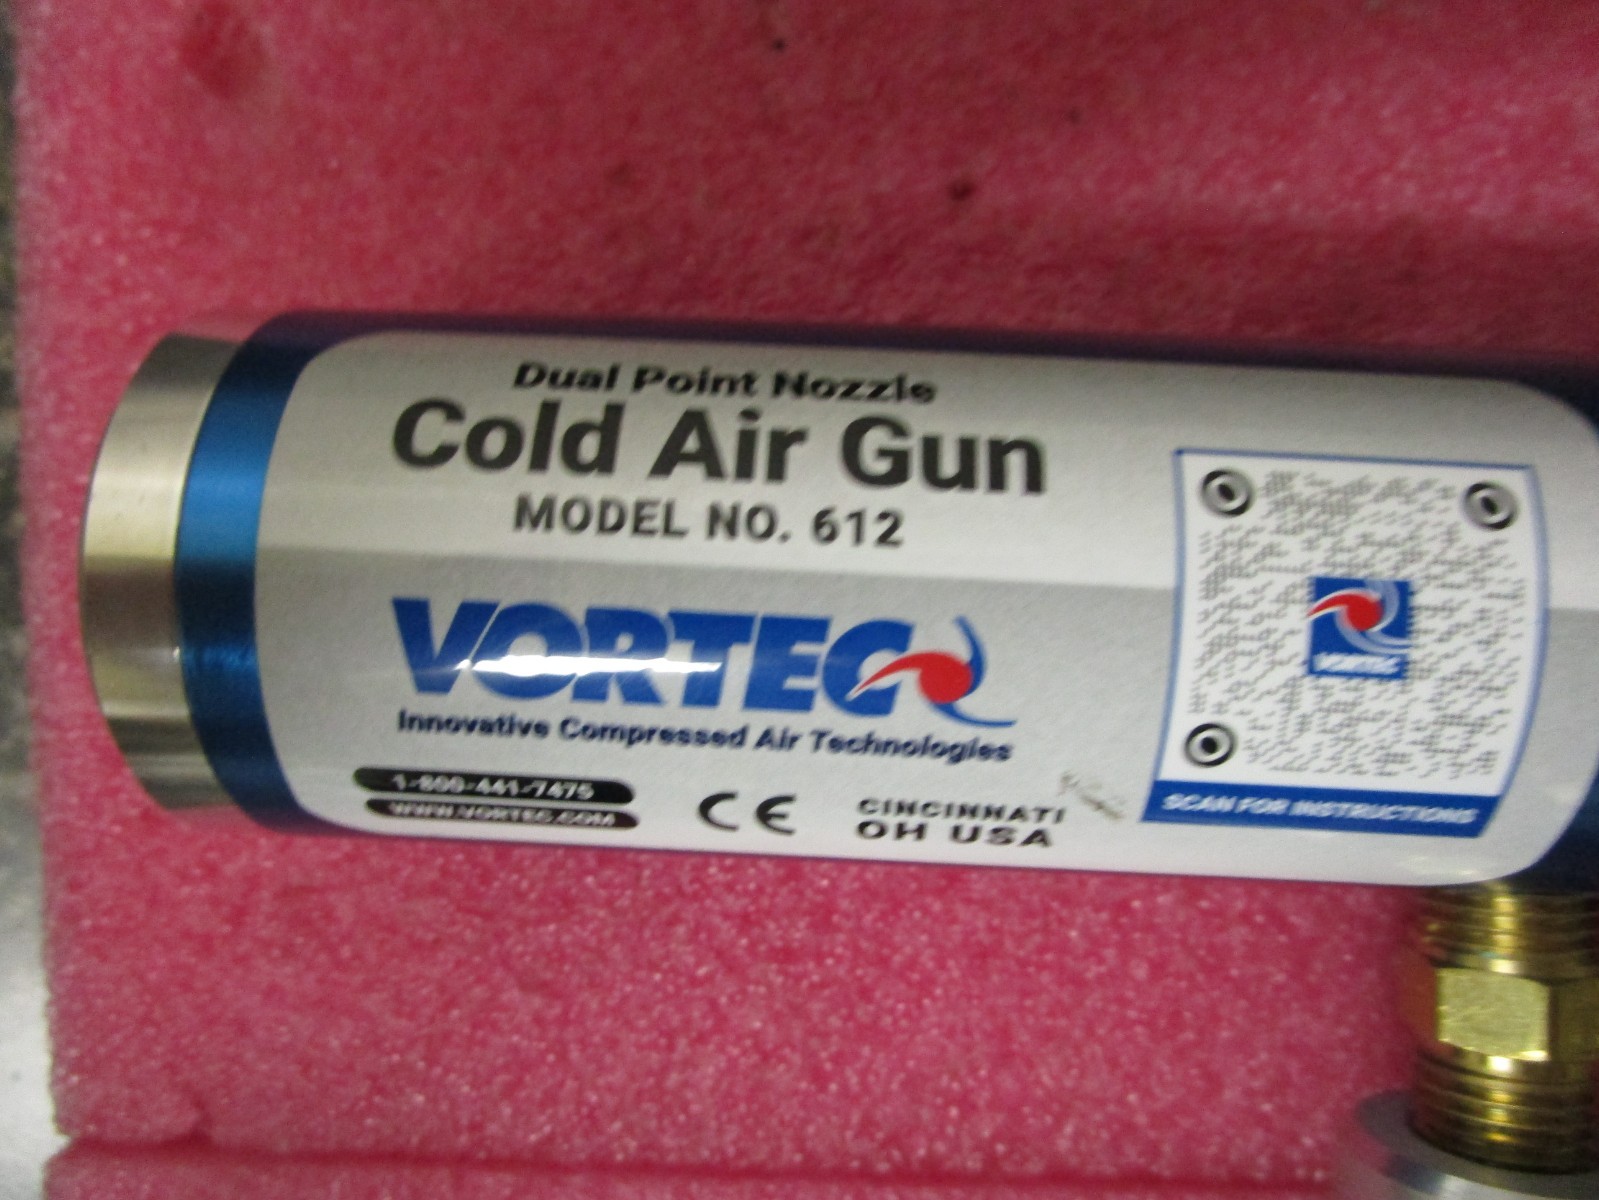 Dual Point Nozzle
Cold Air Gun
MODEL NO. 612
VORTEC
Innovative Compressed Air Technologies
1-800-441-7475
WWW.VORTEC.COM
CE
CINCINNATI
OH USA
VORTEC
SCAN FOR INSTRUCTIONS